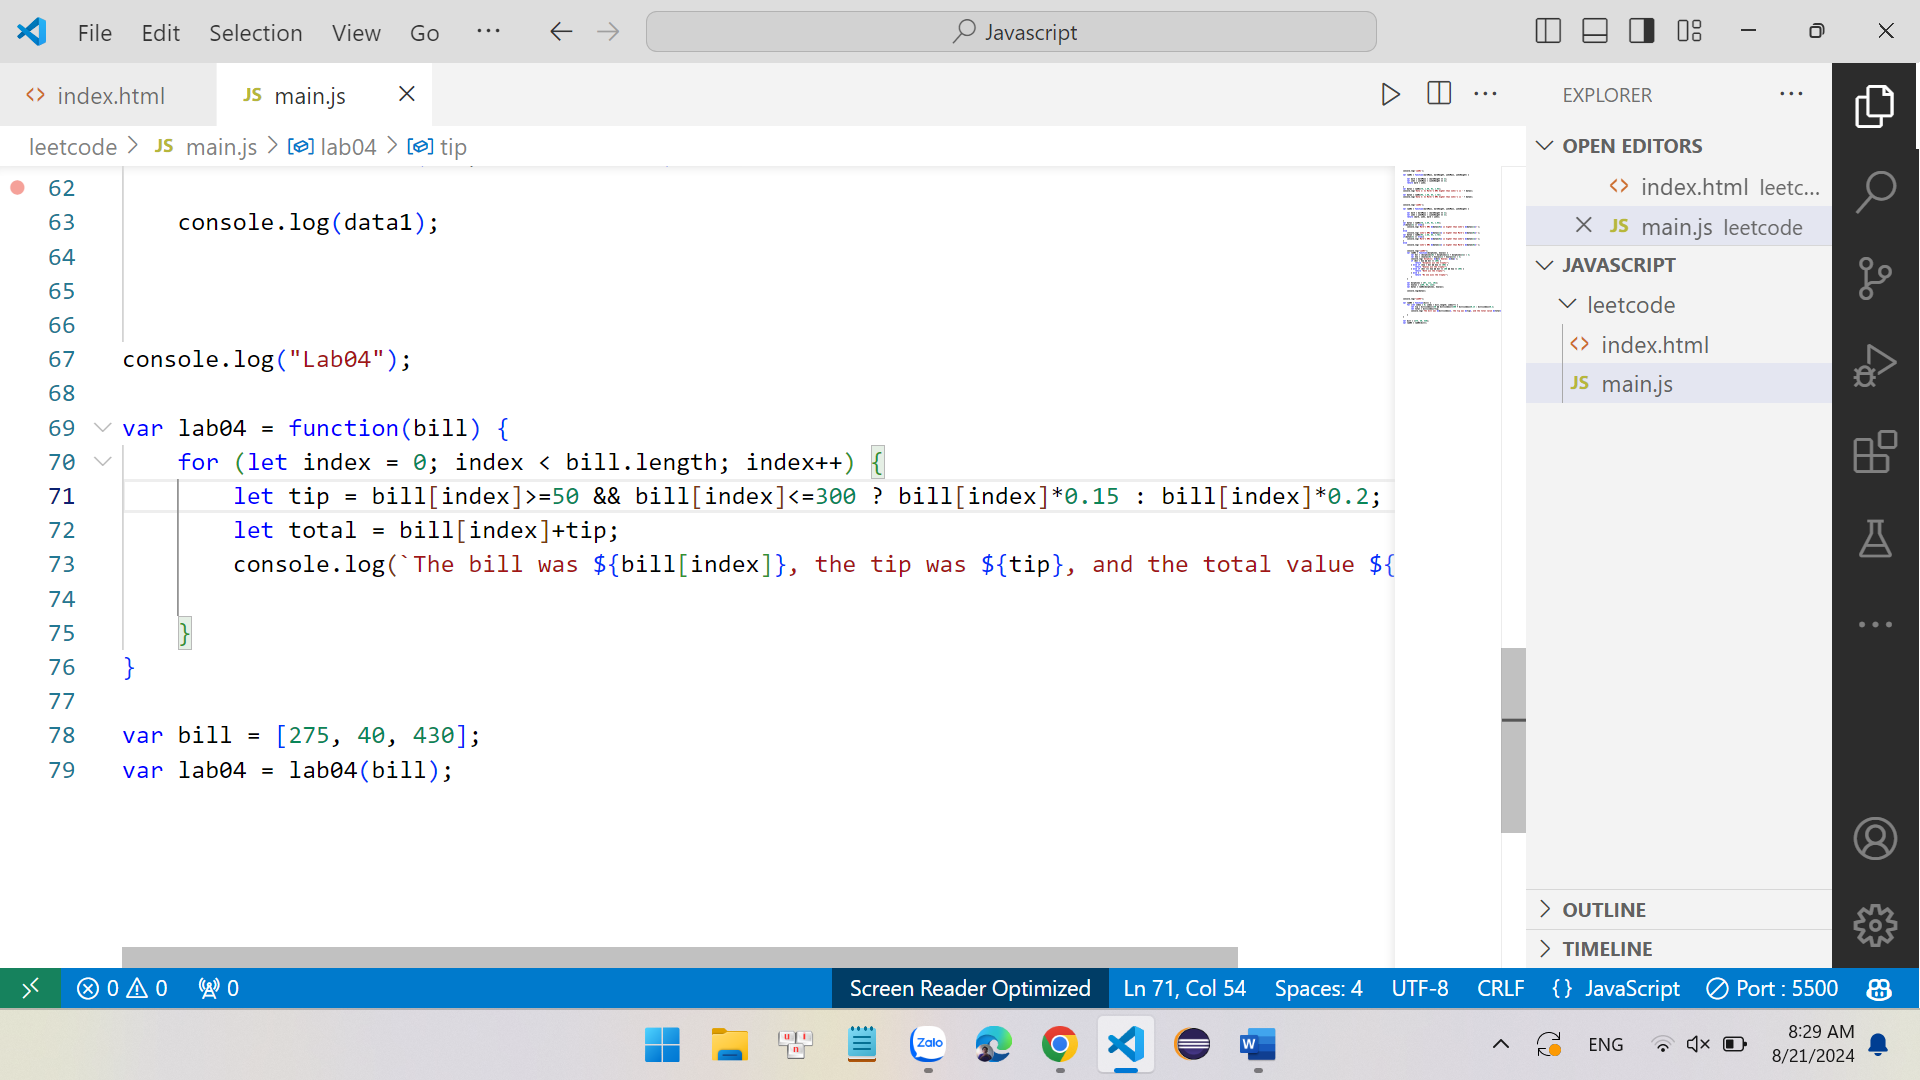 File Edit Selection View Go ··· Javascript
index.html JS main.js
EXPLORER ···
leetcode > JS main.js > lab04 > tip
OPEN EDITORS
index.html leetc...
JS main.js leetcode
JAVASCRIPT
leetcode
index.html
JS main.js
62
63 console.log(data1);
64
65
66
67 console.log("Lab04");
68
69 var lab04 = function(bill) {
70 for (let index = 0; index < bill.length; index++) {
71 let tip = bill[index]>=50 && bill[index]<=300 ? bill[index]*0.15 : bill[index]*0.2;
72 let total = bill[index]+tip;
73 console.log(`The bill was ${bill[index]}, the tip was ${tip}, and the total value ${
74
75 }
76 }
77
78 var bill = [275, 40, 430];
79 var lab04 = lab04(bill);
OUTLINE
TIMELINE
0 0 0 Screen Reader Optimized Ln 71, Col 54 Spaces: 4 UTF-8 CRLF {} JavaScript Port : 5500
u i n
Zalo
W
ENG
8:29 AM
8/21/2024